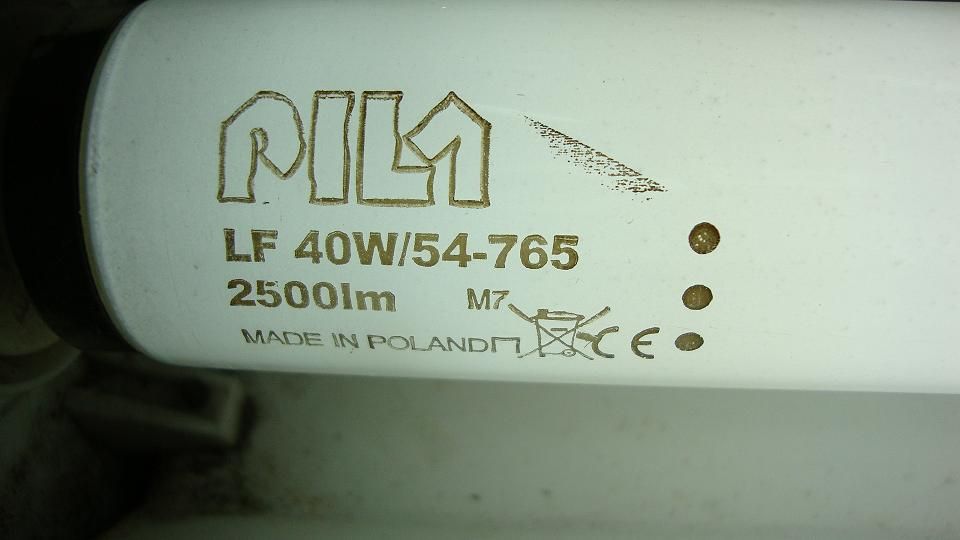 PILA
LF 40W/54-765
2500lm M7
MADE IN POLAND CE